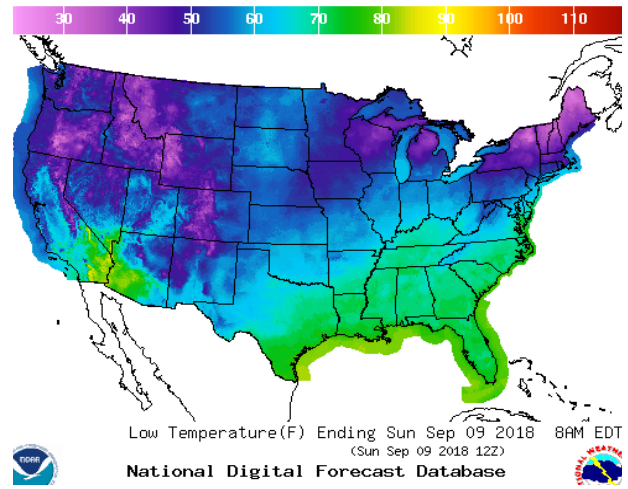 30 40 50 60 70 80 90 100 110
Low Temperature(F) Ending Sun Sep 09 2018 8AM EDT
(Sun Sep 09 2018 12Z)
National Digital Forecast Database
NOAA